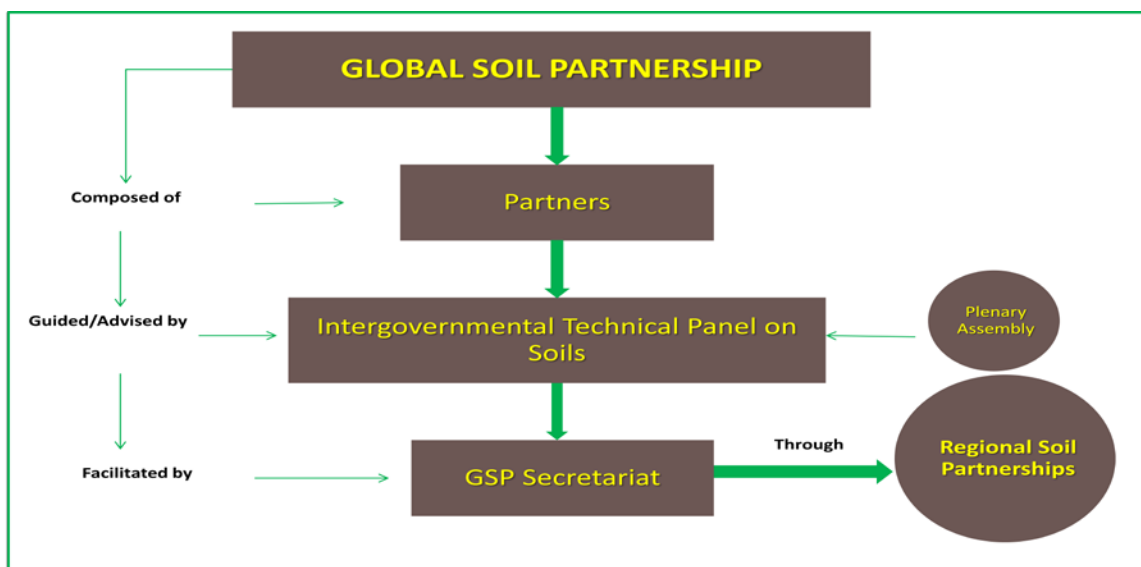 GLOBAL SOIL PARTNERSHIP
Composed of
Partners
Guided/Advised by
Intergovernmental Technical Panel on
Soils
Plenary
Assembly
Facilitated by
GSP Secretariat
Through
Regional Soil
Partnerships